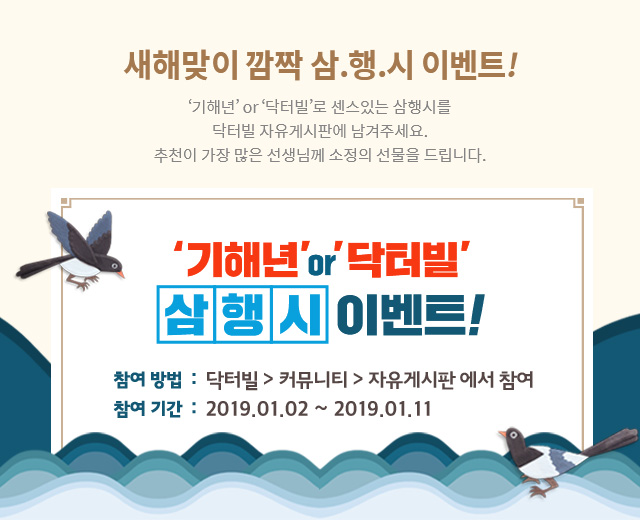 새해맞이 깜짝 삼.행.시 이벤트!
‘기해년’ or ‘닥터빌’로 센스있는 삼행시를
닥터빌 자유게시판에 남겨주세요.
추천이 가장 많은 선생님께 소정의 선물을 드립니다.
‘기해년’ or ’닥터빌’
삼행시 이벤트!
참여 방법 : 닥터빌 > 커뮤니티 > 자유게시판 에서 참여
참여 기간 : 2019.01.02 ~ 2019.01.11